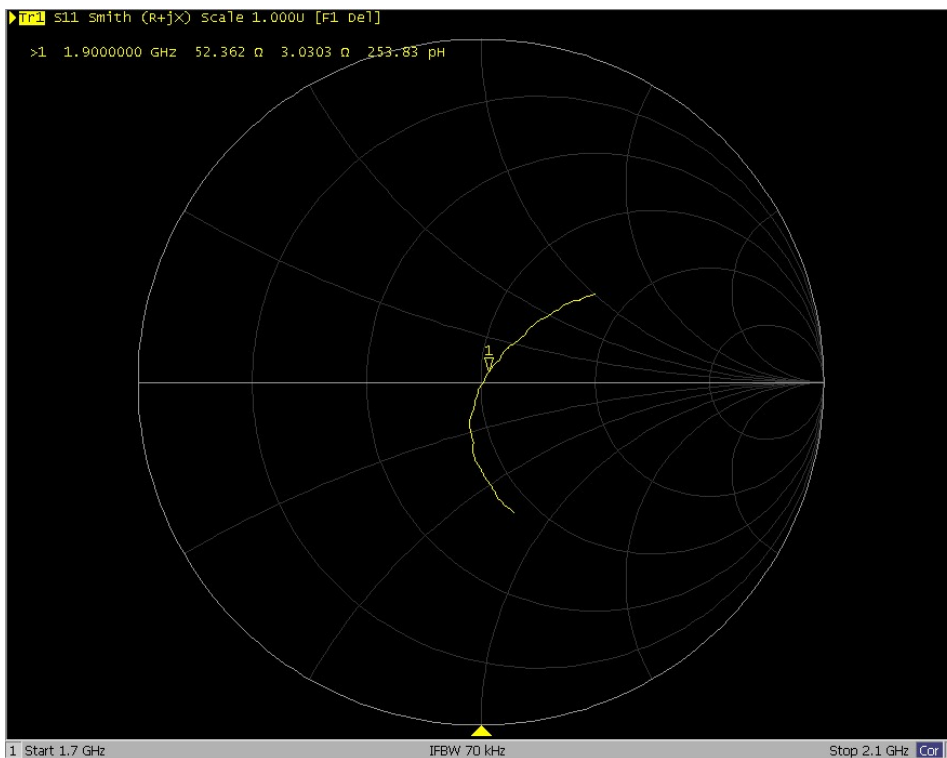 Tr1 S11 Smith (R+jX) Scale 1.000U [F1 Del]
>1 1.9000000 GHz 52.362 Ω 3.0303 Ω 253.83 pH
1
1 Start 1.7 GHz IFBW 70 kHz Stop 2.1 GHz Cor